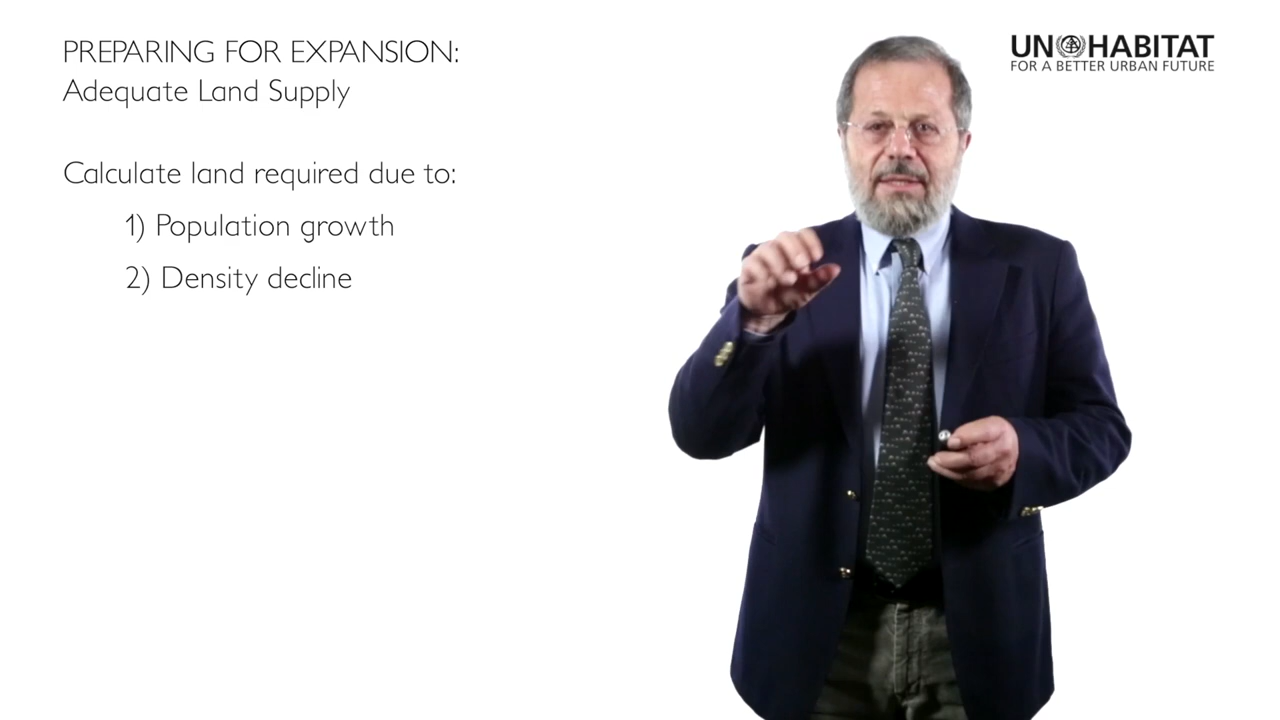 PREPARING FOR EXPANSION:
Adequate Land Supply
Calculate land required due to:
1) Population growth
2) Density decline
UN HABITAT
FOR A BETTER URBAN FUTURE